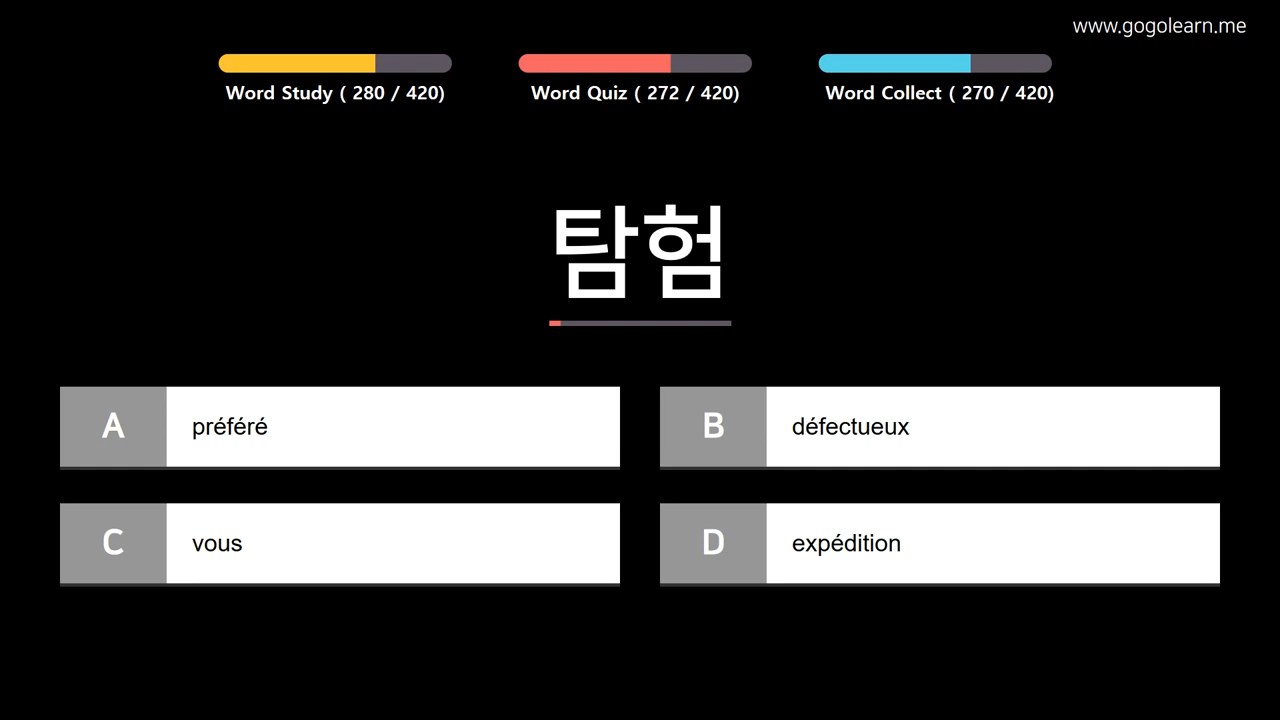 www.gogolearn.me
Word Study ( 280 / 420)
Word Quiz ( 272 / 420)
Word Collect ( 270 / 420)
탐험
A préféré
B défectueux
C vous
D expédition